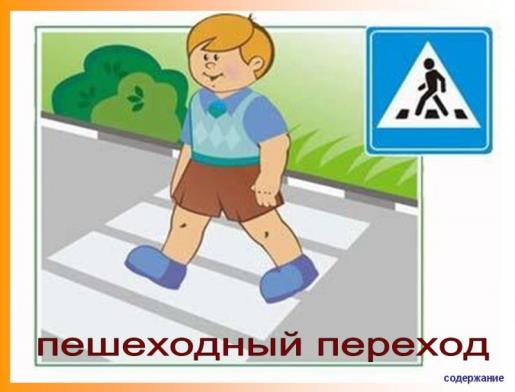 пешеходный переход
содержание